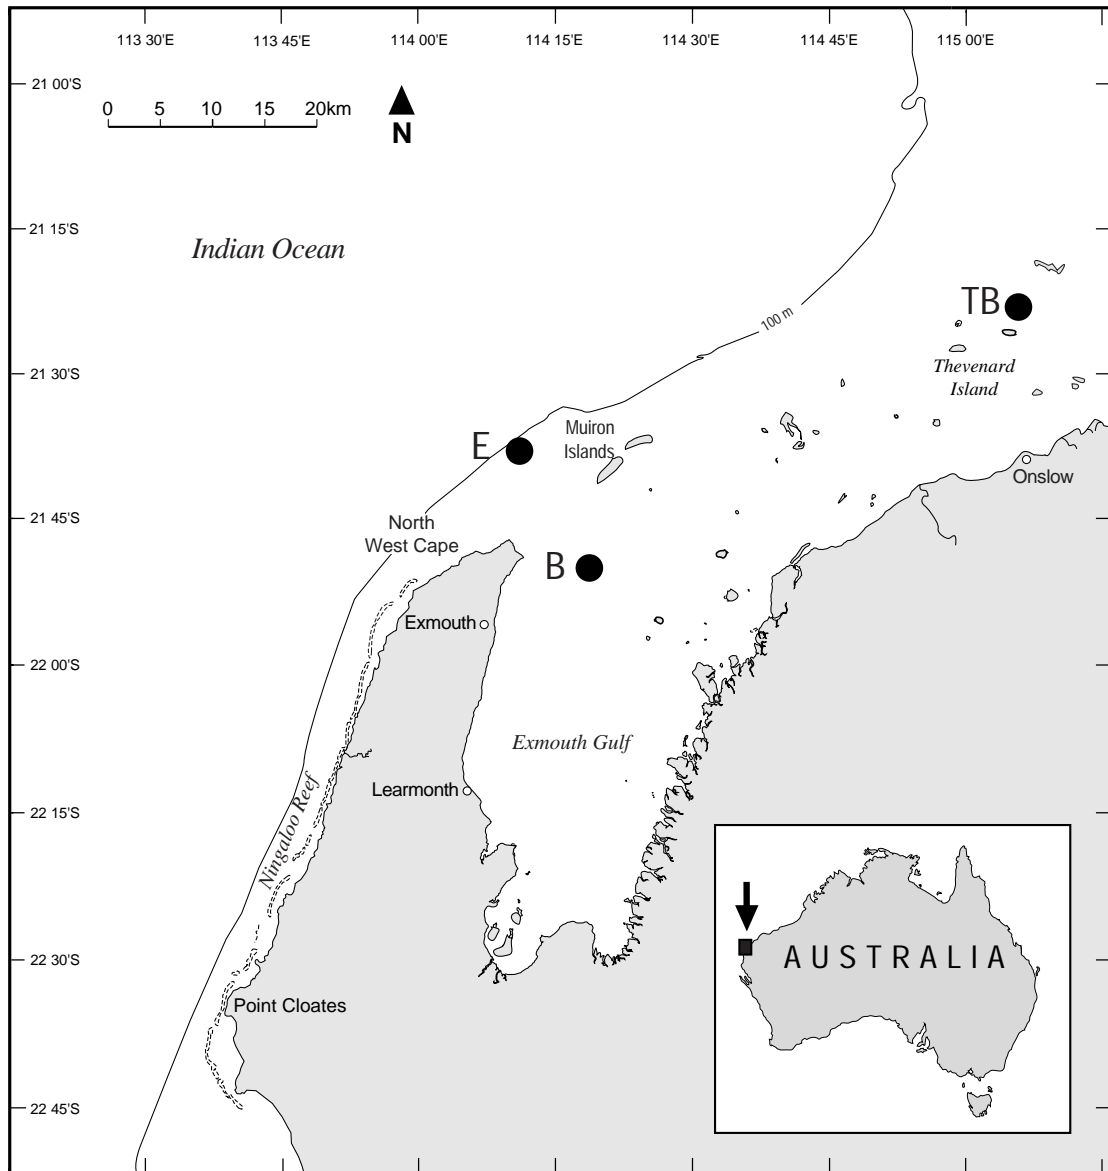 113 30'E 113 45'E 114 00'E 114 15'E 114 30'E 114 45'E 115 00'E
21 00'S
0 5 10 15 20km
N
21 15'S
Indian Ocean
TB
100 m
Thevenard
Island
21 30'S
Muiron
Islands
E
Onslow
21 45'S
North
West Cape
B
Exmouth
22 00'S
Exmouth Gulf
Learmonth
22 15'S
Ningaloo Reef
AUSTRALIA
22 30'S
Point Cloates
22 45'S